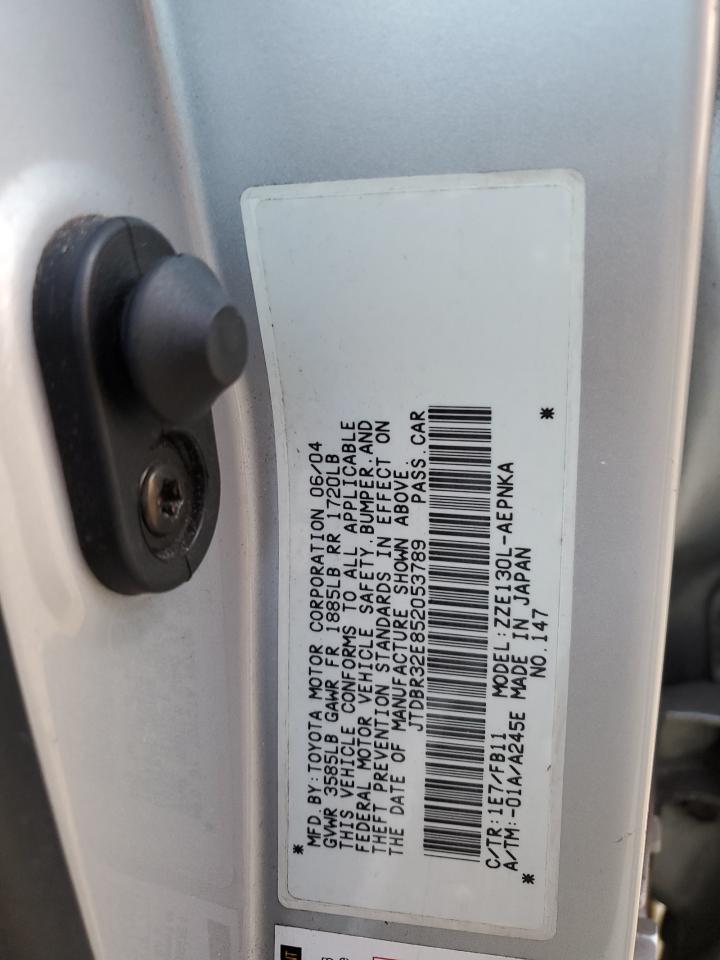 *
MFD.BY:TOYOTA MOTOR CORPORATION 06/04
GVWR 3585LB GAWR FR 1885LB RR 1720LB
THIS VEHICLE CONFORMS TO ALL APPLICABLE
FEDERAL MOTOR VEHICLE SAFETY,BUMPER,AND
THEFT PREVENTION STANDARDS IN EFFECT ON
THE DATE OF MANUFACTURE SHOWN ABOVE.
JTDBR32E852053789 PASS.CAR
C/TR:1E7/FB11 MODEL:ZZE130L-AEPNKA
A/TM:-01A/A245E MADE IN JAPAN
* NO.147 *